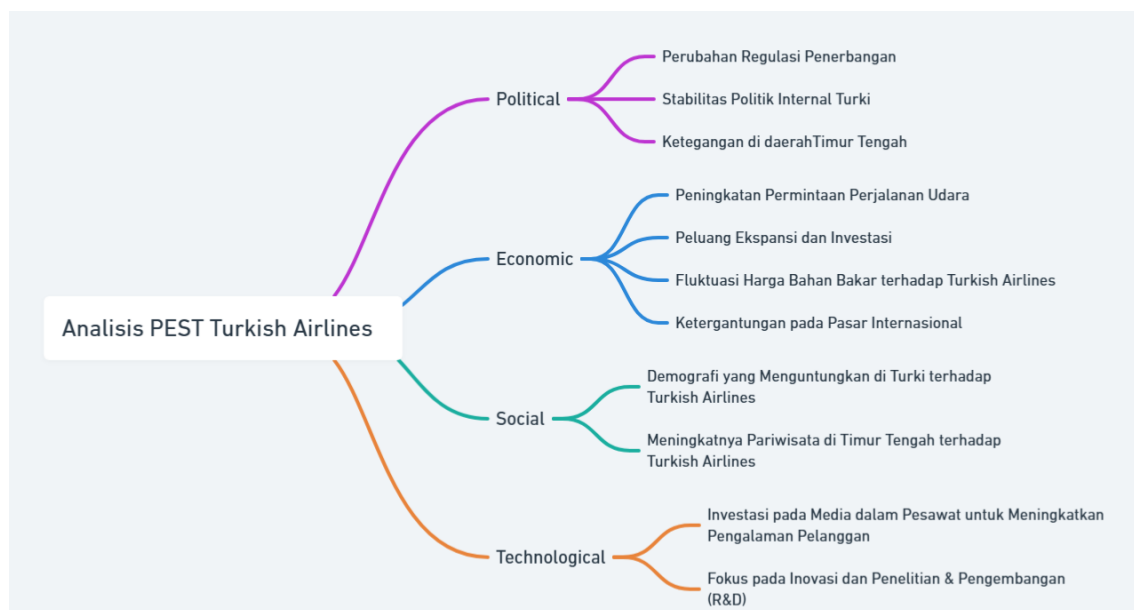 Analisis PEST Turkish Airlines
Political
Perubahan Regulasi Penerbangan
Stabilitas Politik Internal Turki
Ketegangan di daerahTimur Tengah
Economic
Peningkatan Permintaan Perjalanan Udara
Peluang Ekspansi dan Investasi
Fluktuasi Harga Bahan Bakar terhadap Turkish Airlines
Ketergantungan pada Pasar Internasional
Social
Demografi yang Menguntungkan di Turki terhadap
Turkish Airlines
Meningkatnya Pariwisata di Timur Tengah terhadap
Turkish Airlines
Technological
Investasi pada Media dalam Pesawat untuk Meningkatkan
Pengalaman Pelanggan
Fokus pada Inovasi dan Penelitian & Pengembangan
(R&D)